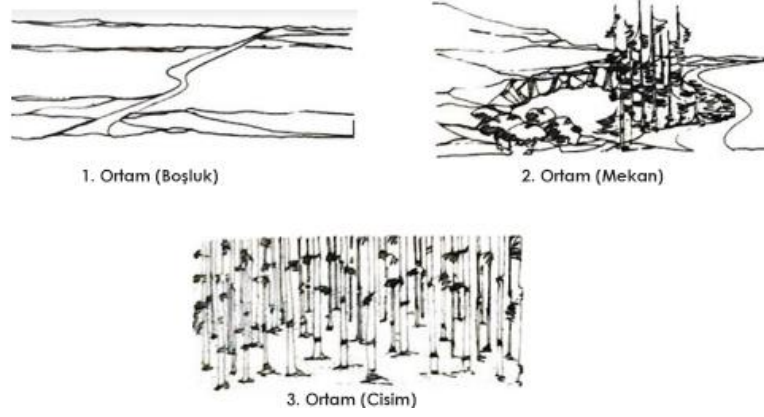 1. Ortam (Boşluk)
2. Ortam (Mekan)
3. Ortam (Cisim)